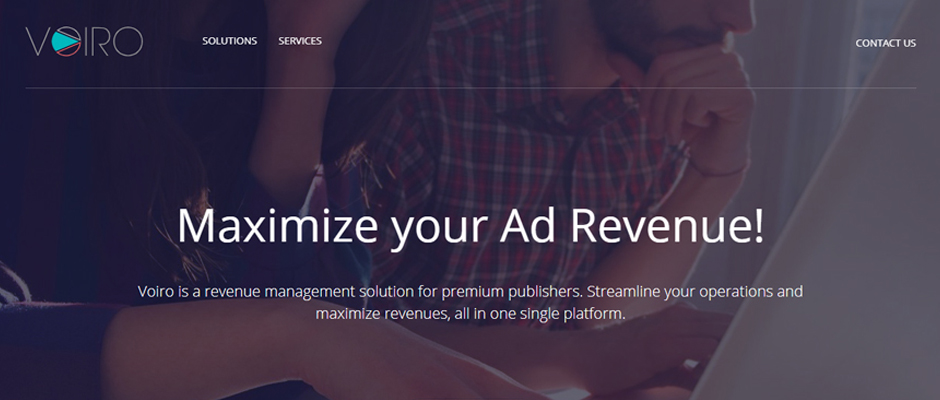 VOIRO
SOLUTIONS
SERVICES
CONTACT US
Maximize your Ad Revenue!
Voiro is a revenue management solution for premium publishers. Streamline your operations and
maximize revenues, all in one single platform.